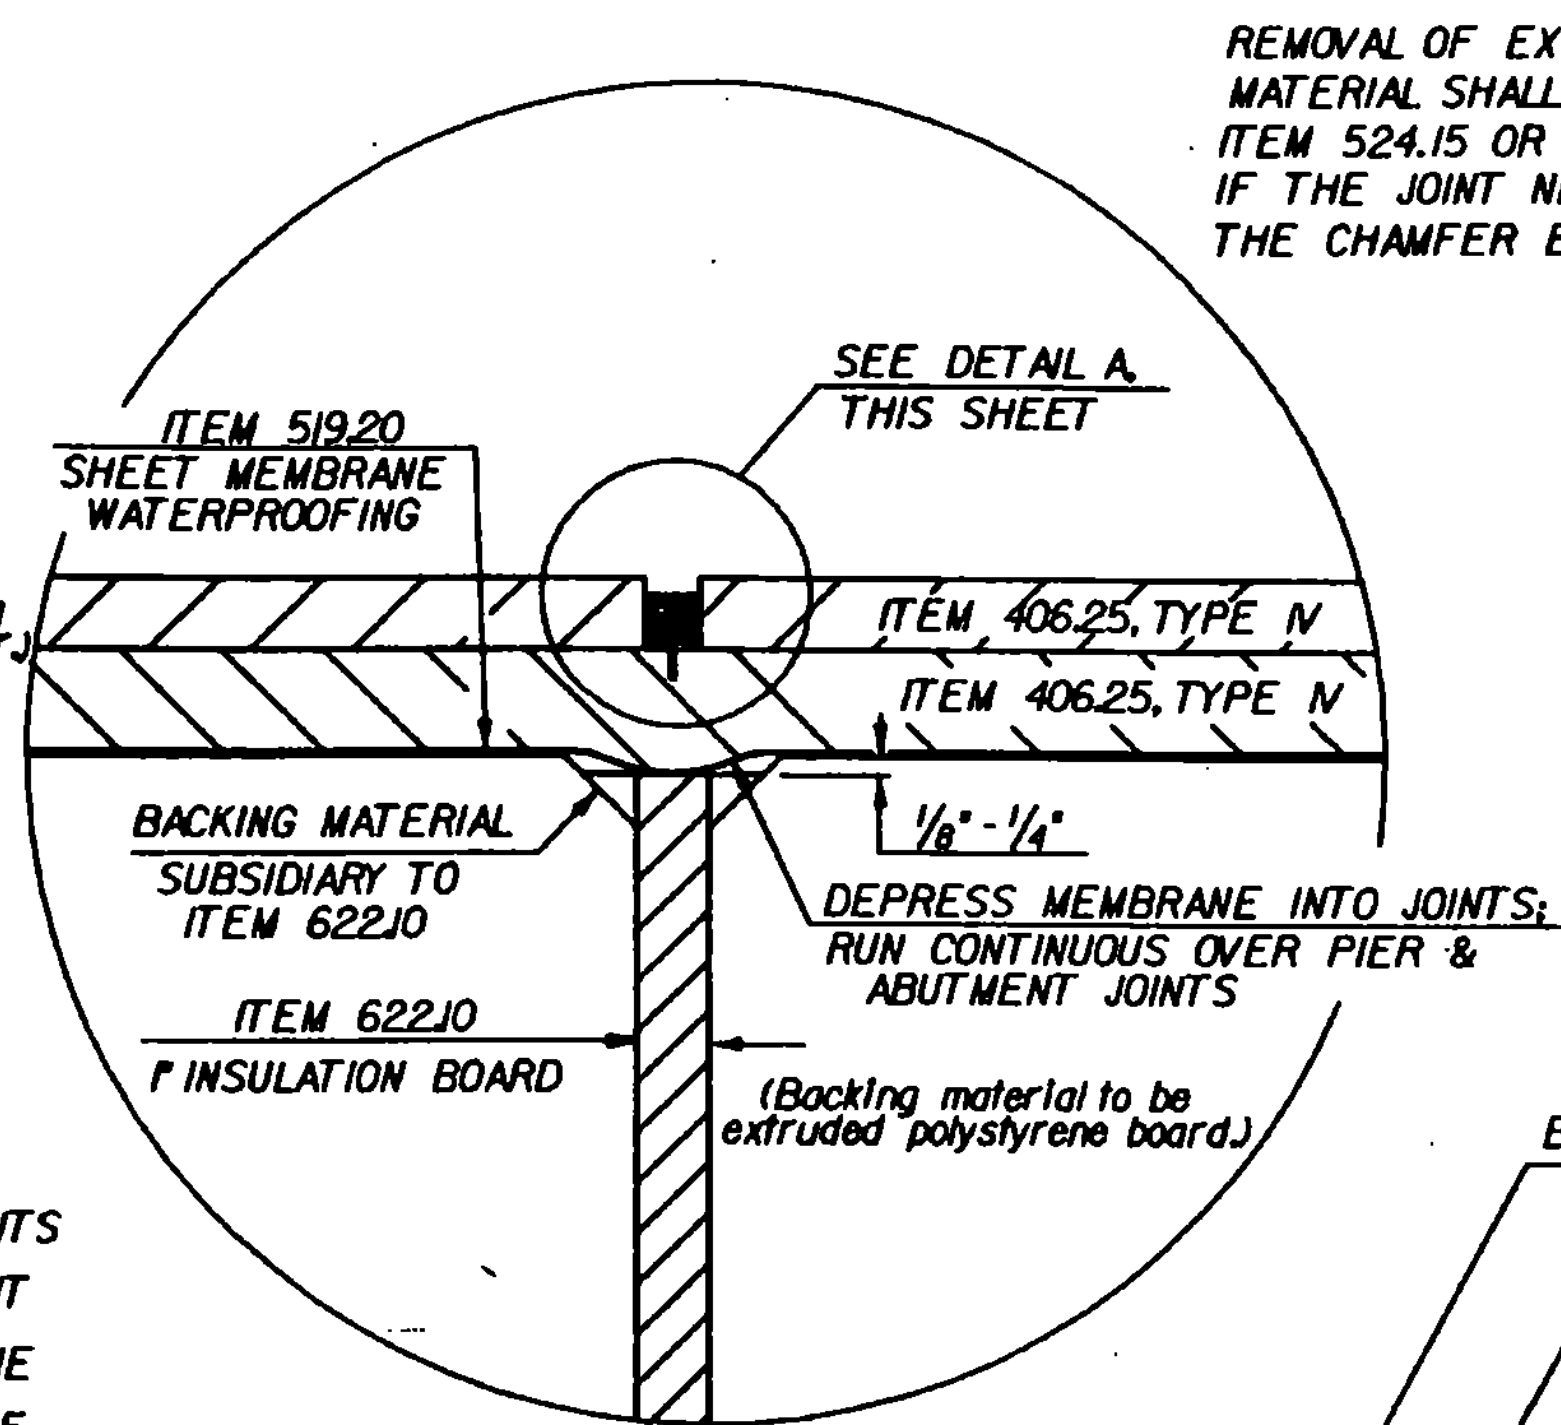 REMOVAL OF EX
MATERIAL SHALL
ITEM 524.15 OR
IF THE JOINT
THE CHAMFER
SEE DETAIL A,
THIS SHEET
ITEM 519.20
SHEET MEMBRANE
WATERPROOFING
ITEM 406.25, TYPE IV
ITEM 406.25, TYPE IV
BACKING MATERIAL
SUBSIDIARY TO
ITEM 622.10
1/8" - 1/4"
DEPRESS MEMBRANE INTO JOINTS;
RUN CONTINUOUS OVER PIER &
ABUTMENT JOINTS
ITEM 622.10
1" INSULATION BOARD
(Backing material to be
extruded polystyrene board.)